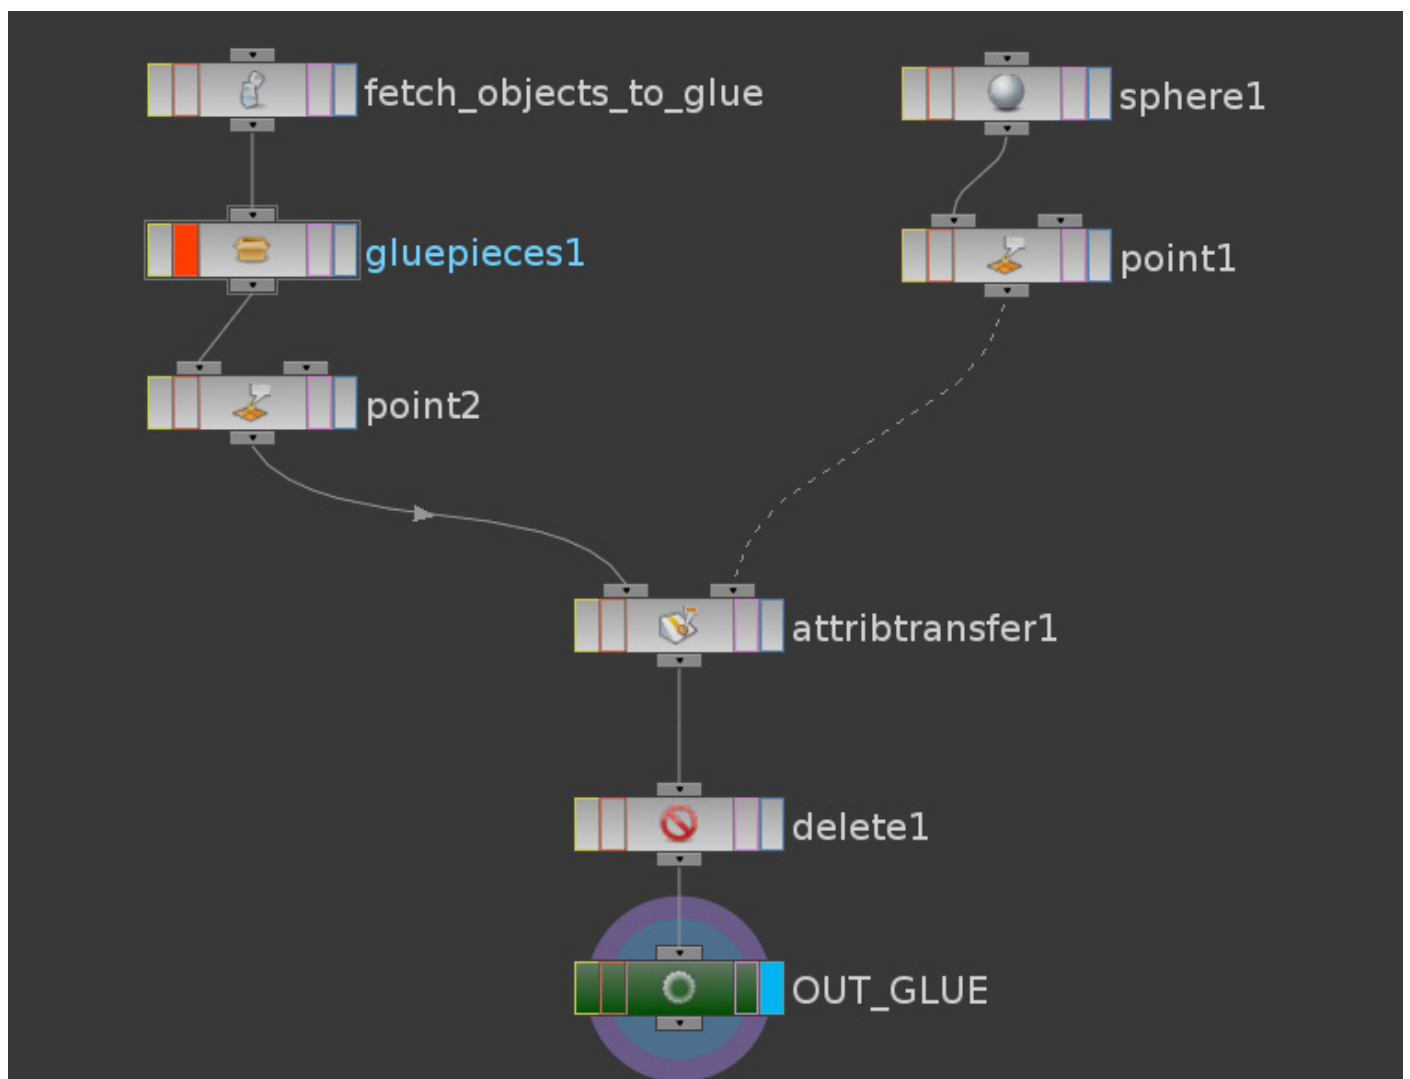 fetch_objects_to_glue
sphere1
gluepieces1
point1
point2
attribtransfer1
delete1
OUT_GLUE